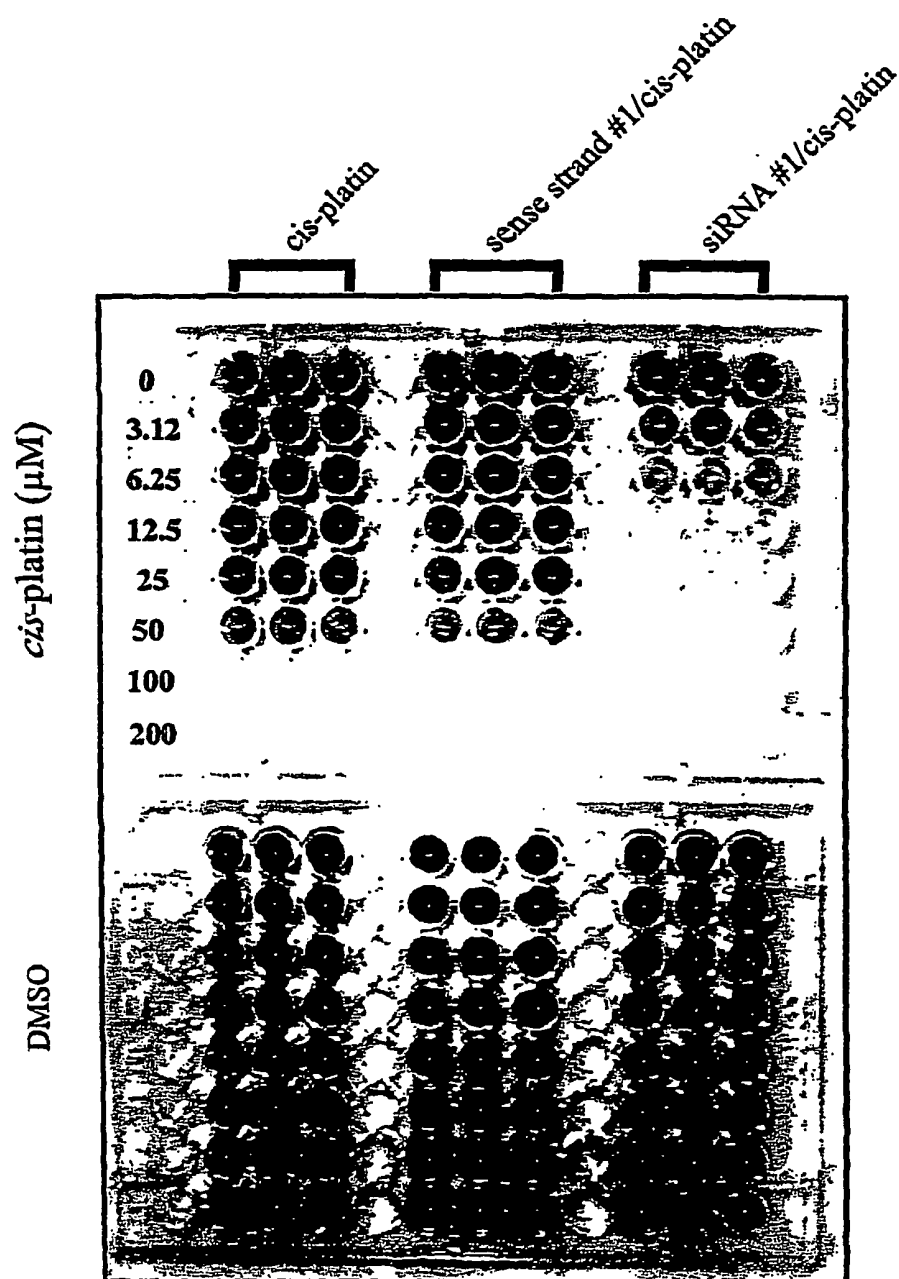 cis-platin
sense strand #1/cis-platin
siRNA #1/cis-platin
cis-platin (µM)
0
3.12
6.25
12.5
25
50
100
200
DMSO